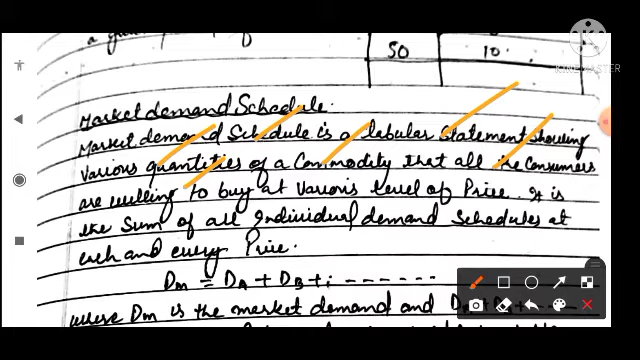 50 10.
Market demand Schedule.
Market demand Schedule is a tabular Statement showing
various quantities of a Commodity that all the Consumers
are willing to buy at various level of Price. It is
the Sum of all individual demand Schedules at
each and every Price.
Dm = DA + DB + i - - - - - - -
where Dm is the market demand and
KINEMASTER